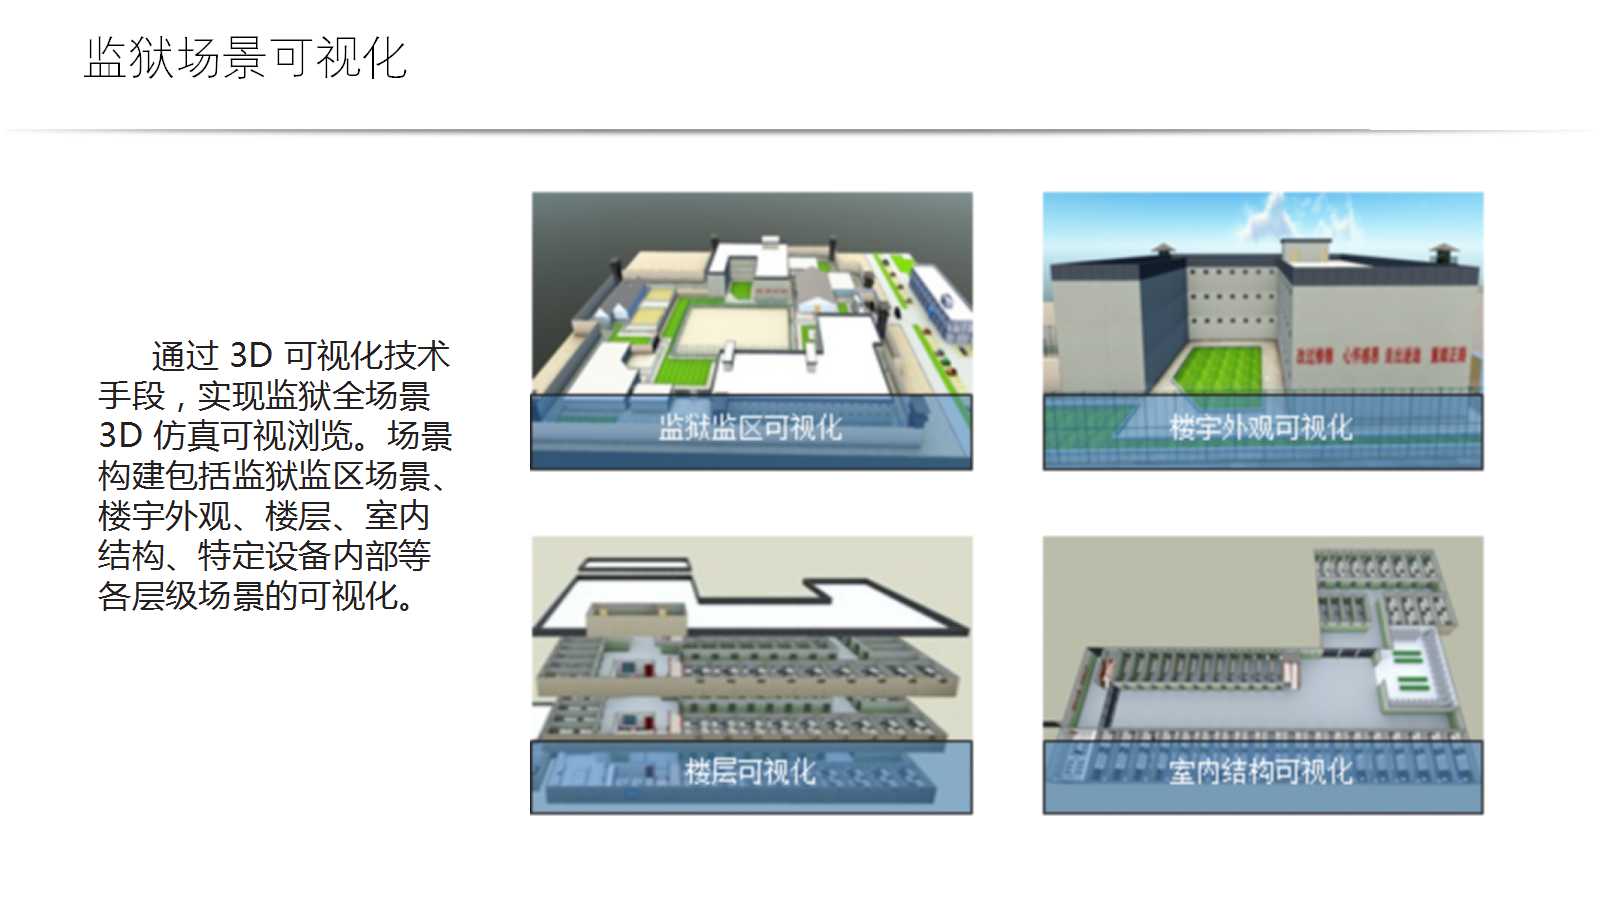 监狱场景可视化
通过 3D 可视化技术
手段，实现监狱全场景
3D 仿真可视浏览。场景
构建包括监狱监区场景、
楼宇外观、楼层、室内
结构、特定设备内部等
各层级场景的可视化。
监狱监区可视化
楼宇外观可视化
楼层可视化
室内结构可视化